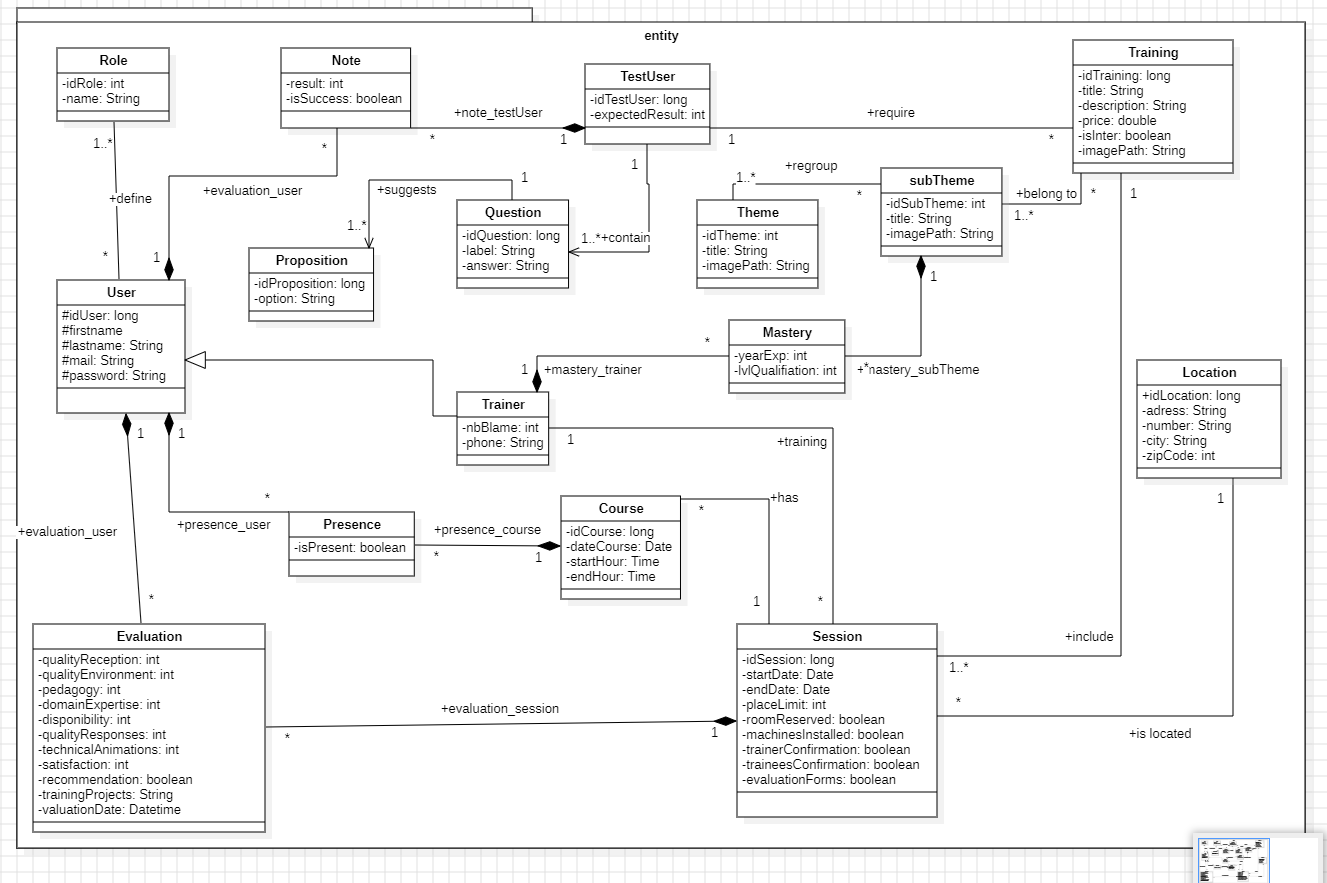 entity
Role
-idRole: int
-name: String
Note
-result: int
-isSuccess: boolean
TestUser
-idTestUser: long
-expectedResult: int
Training
-idTraining: long
-title: String
-description: String
-price: double
-isInter: boolean
-imagePath: String
+note_testUser
*
1
+require
1
*
1..*
+define
*
*
+evaluation_user
1
+suggests
1
1..*
1
1..*
+contain
+regroup
1..*
*
+belong to
*
1..*
1
Question
-idQuestion: long
-label: String
-answer: String
Proposition
-idProposition: long
-option: String
Theme
-idTheme: int
-title: String
-imagePath: String
subTheme
-idSubTheme: int
-title: String
-imagePath: String
1
User
#idUser: long
#firstname
#lastname: String
#mail: String
#password: String
Mastery
-yearExp: int
-lvlQualifiation: int
*
1
+mastery_trainer
+*nastery_subTheme
Location
+idLocation: long
-adress: String
-number: String
-city: String
-zipCode: int
1
Trainer
-nbBlame: int
-phone: String
1
+training
*
1
1
*
+presence_user
+evaluation_user
*
Presence
-isPresent: boolean
+presence_course
*
1
Course
-idCourse: long
-dateCourse: Date
-startHour: Time
-endHour: Time
+has
*
1
Evaluation
-qualityReception: int
-qualityEnvironment: int
-pedagogy: int
-domainExpertise: int
-disponibility: int
-qualityResponses: int
-technicalAnimations: int
-satisfaction: int
-recommendation: boolean
-trainingProjects: String
-valuationDate: Datetime
+evaluation_session
*
1
Session
-idSession: long
-startDate: Date
-endDate: Date
-placeLimit: int
-roomReserved: boolean
-machinesInstalled: boolean
-trainerConfirmation: boolean
-traineesConfirmation: boolean
-evaluationForms: boolean
+include
1..*
*
+is located